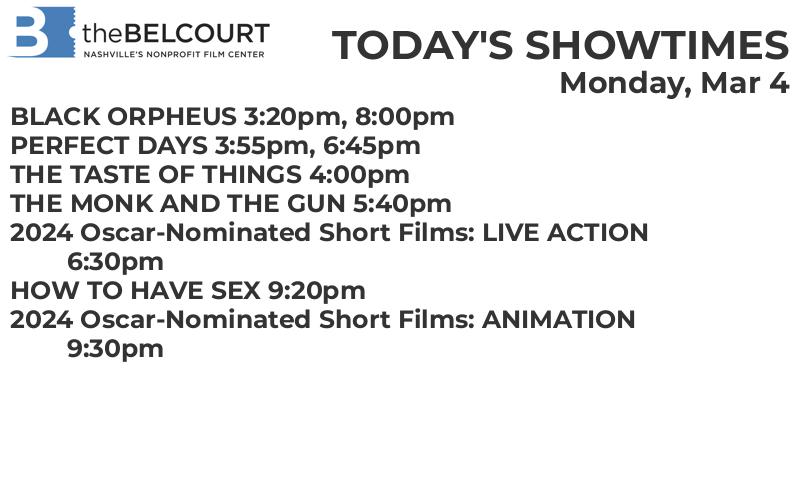 B theBELCOURT
NASHVILLE'S NONPROFIT FILM CENTER
TODAY'S SHOWTIMES
Monday, Mar 4
BLACK ORPHEUS 3:20pm, 8:00pm
PERFECT DAYS 3:55pm, 6:45pm
THE TASTE OF THINGS 4:00pm
THE MONK AND THE GUN 5:40pm
2024 Oscar-Nominated Short Films: LIVE ACTION
6:30pm
HOW TO HAVE SEX 9:20pm
2024 Oscar-Nominated Short Films: ANIMATION
9:30pm